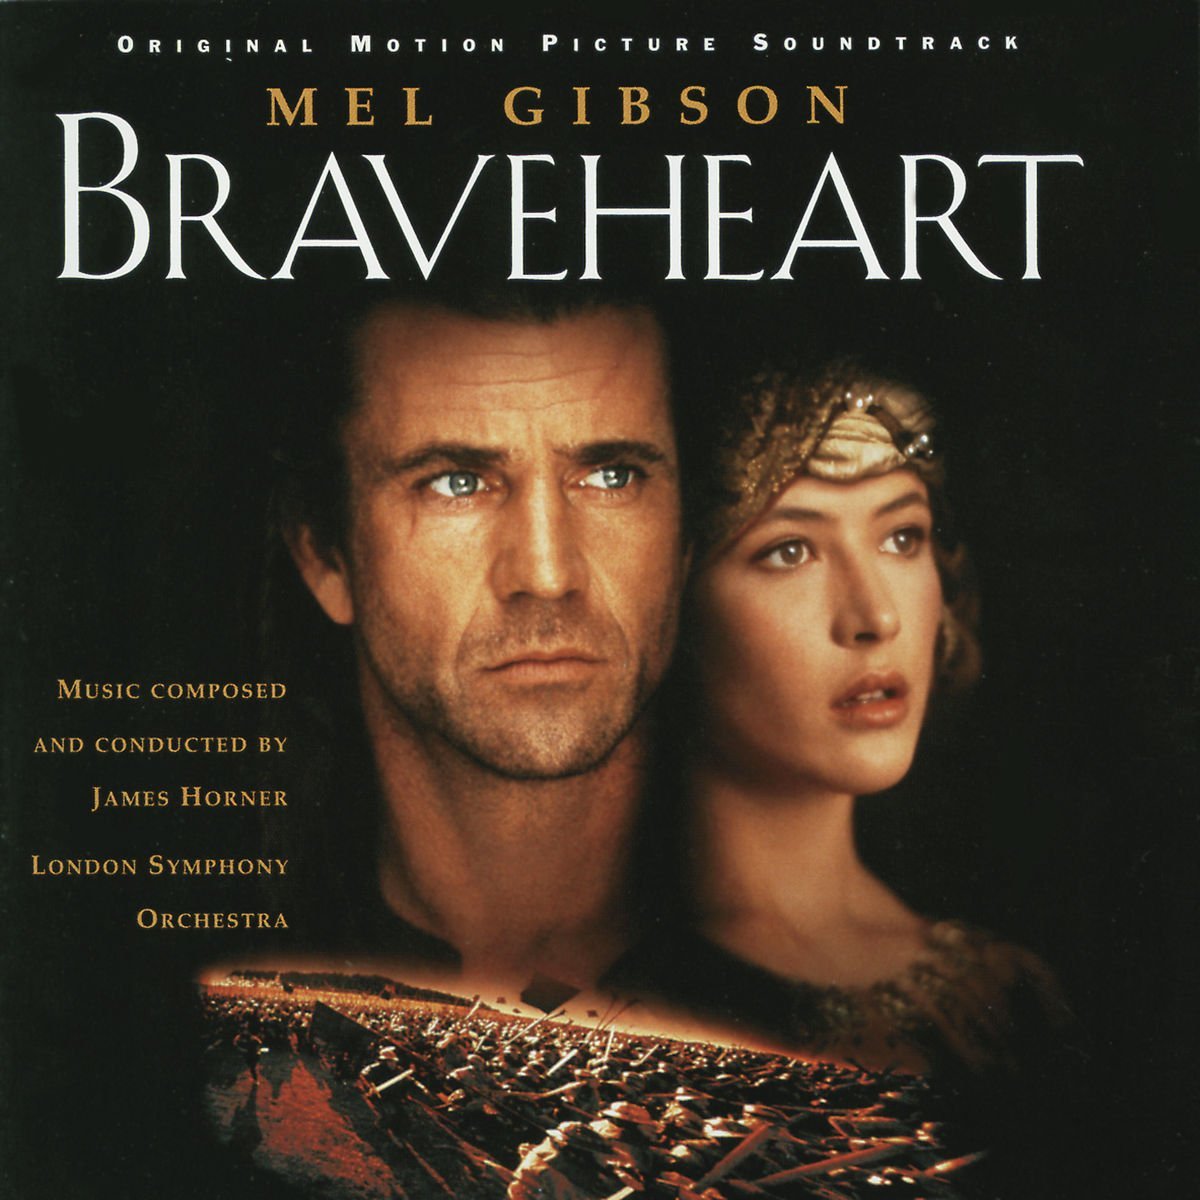 ORIGINAL MOTION PICTURE SOUNDTRACK
MEL GIBSON
BRAVEHEART
MUSIC COMPOSED
AND CONDUCTED BY
JAMES HORNER
LONDON SYMPHONY
ORCHESTRA